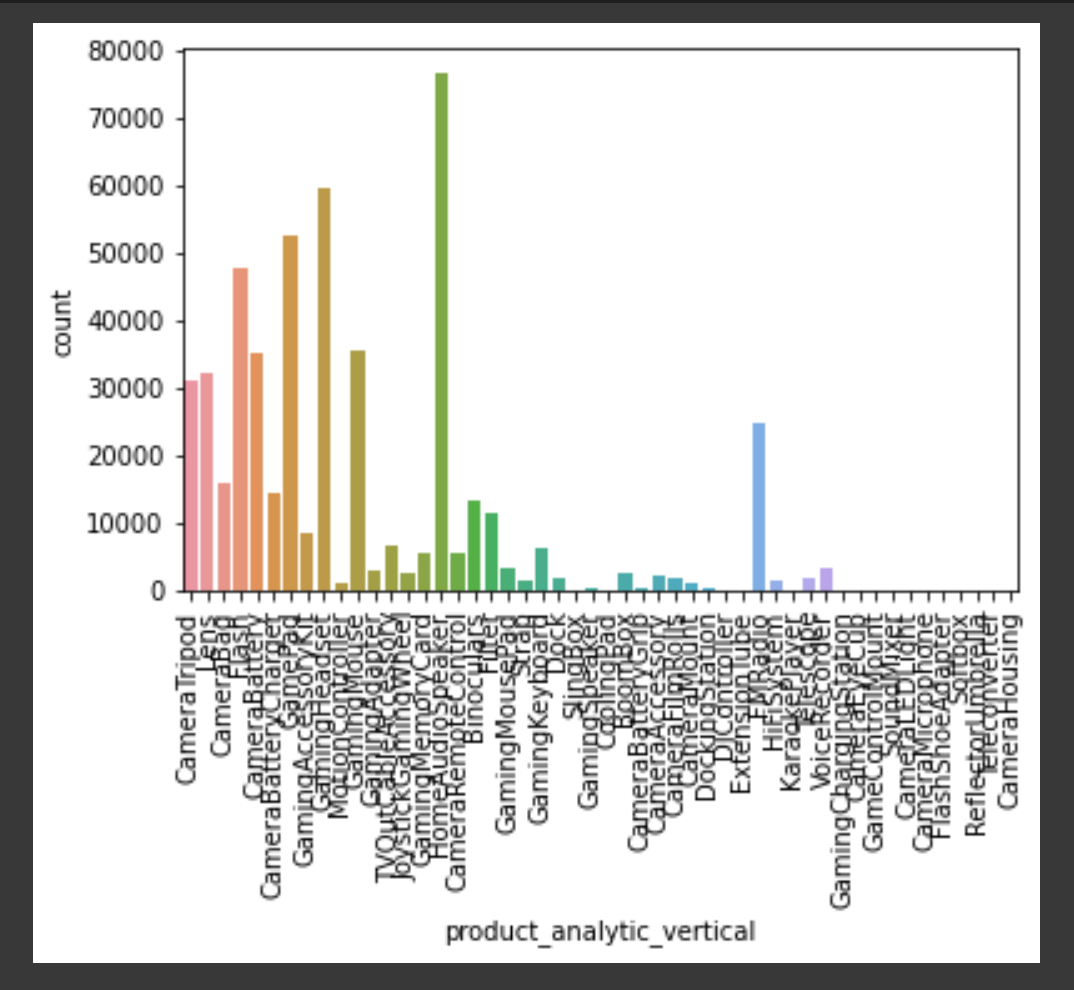 80000
70000
60000
50000
40000
30000
20000
10000
0
count
CameraTripod
Lens
CameraBag
Flash
CameraBattery
CameraBatteryCharger
GamePad
GamingAccessoryKit
GamingHeadset
MotionController
GamingMouse
GamingAdapter
TVOutCableAccessory
JoystickGamingWheel
GamingMemoryCard
HomeAudioSpeaker
CameraRemoteControl
Binoculars
Filter
GamingMousePad
Strap
GamingKeyboard
Dock
SlingBox
GamingSpeaker
CoolingPad
BoomBox
CameraBatteryGrip
CameraAccessory
CameraFilmRolls
CameraMount
DockingStation
DJController
ExtensionTube
FMRadio
HiFiSystem
KaraokePlayer
Telescope
VoiceRecorder
GamingChargingStation
CameraEyeCup
GameControlMount
SoundMixer
CameraLEDLight
CameraMicrophone
FlashShoeAdapter
Softbox
ReflectorUmbrella
Teleconverter
CameraHousing
product_analytic_vertical